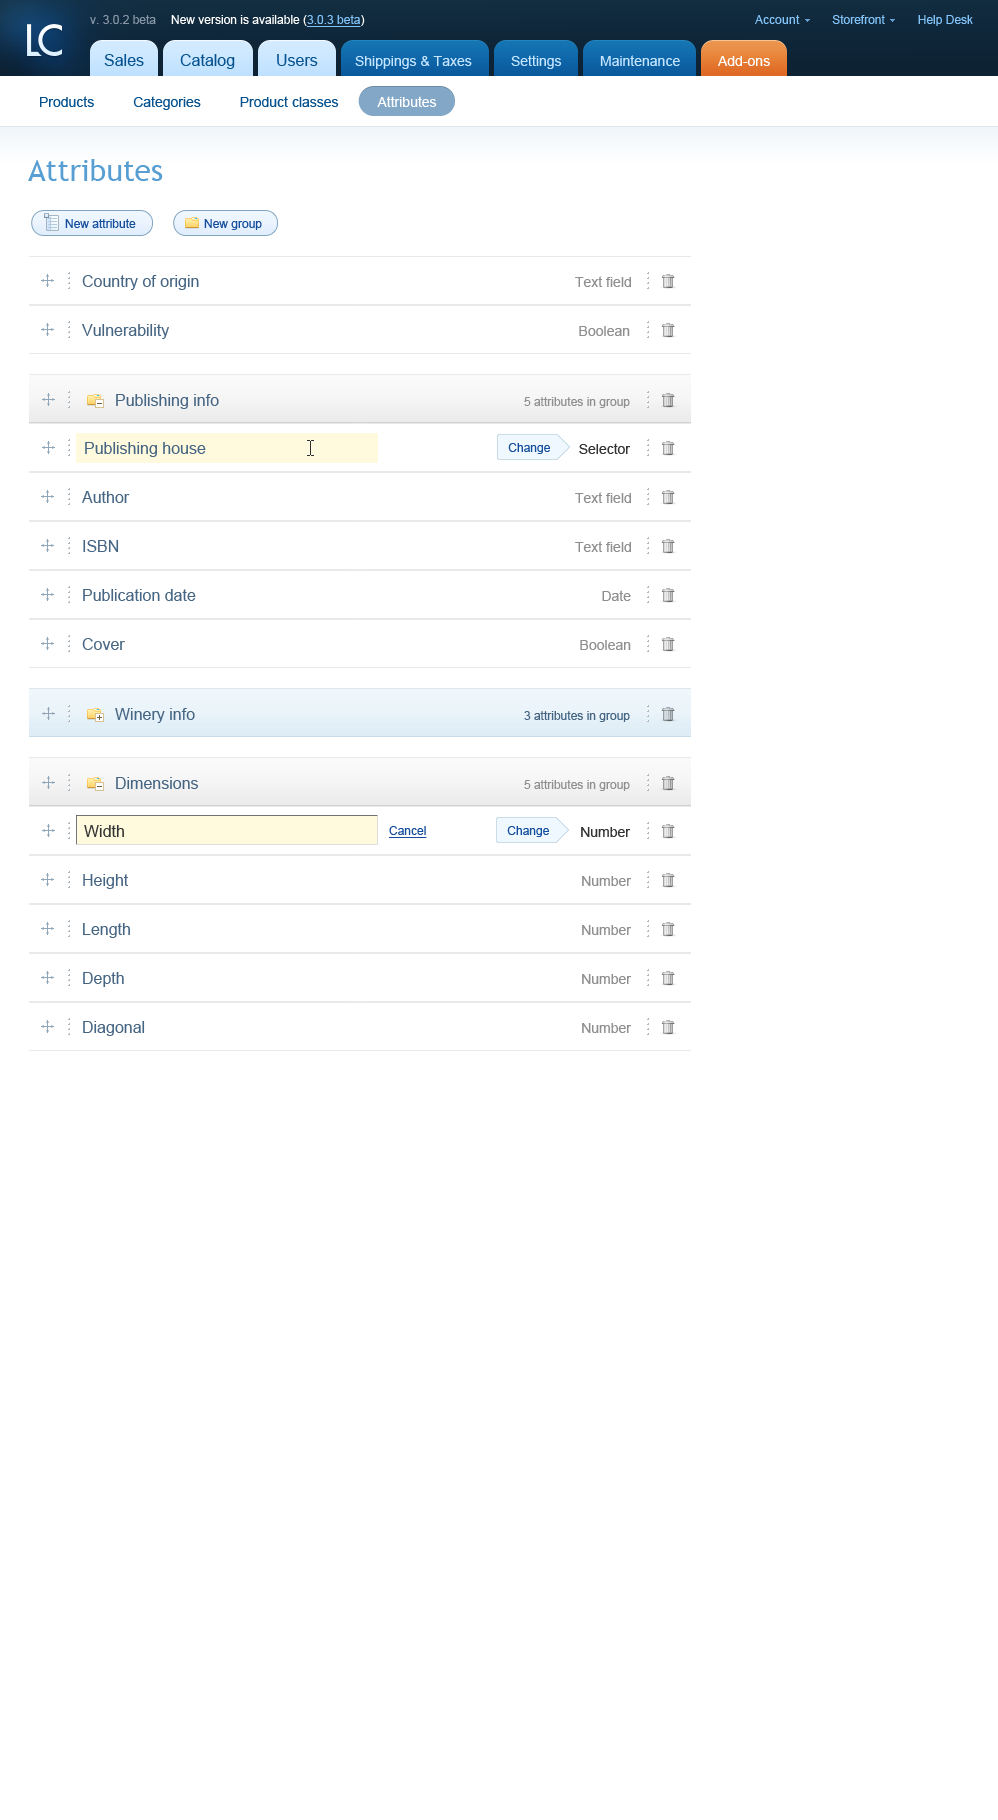 LC
v. 3.0.2 beta New version is available (3.0.3 beta) Account Storefront Help Desk
Sales Catalog Users Shippings & Taxes Settings Maintenance Add-ons
Products Categories Product classes Attributes
Attributes
New attribute New group
Country of origin Text field
Vulnerability Boolean
Publishing info 5 attributes in group
Publishing house Change Selector
Author Text field
ISBN Text field
Publication date Date
Cover Boolean
Winery info 3 attributes in group
Dimensions 5 attributes in group
Width Cancel Change Number
Height Number
Length Number
Depth Number
Diagonal Number